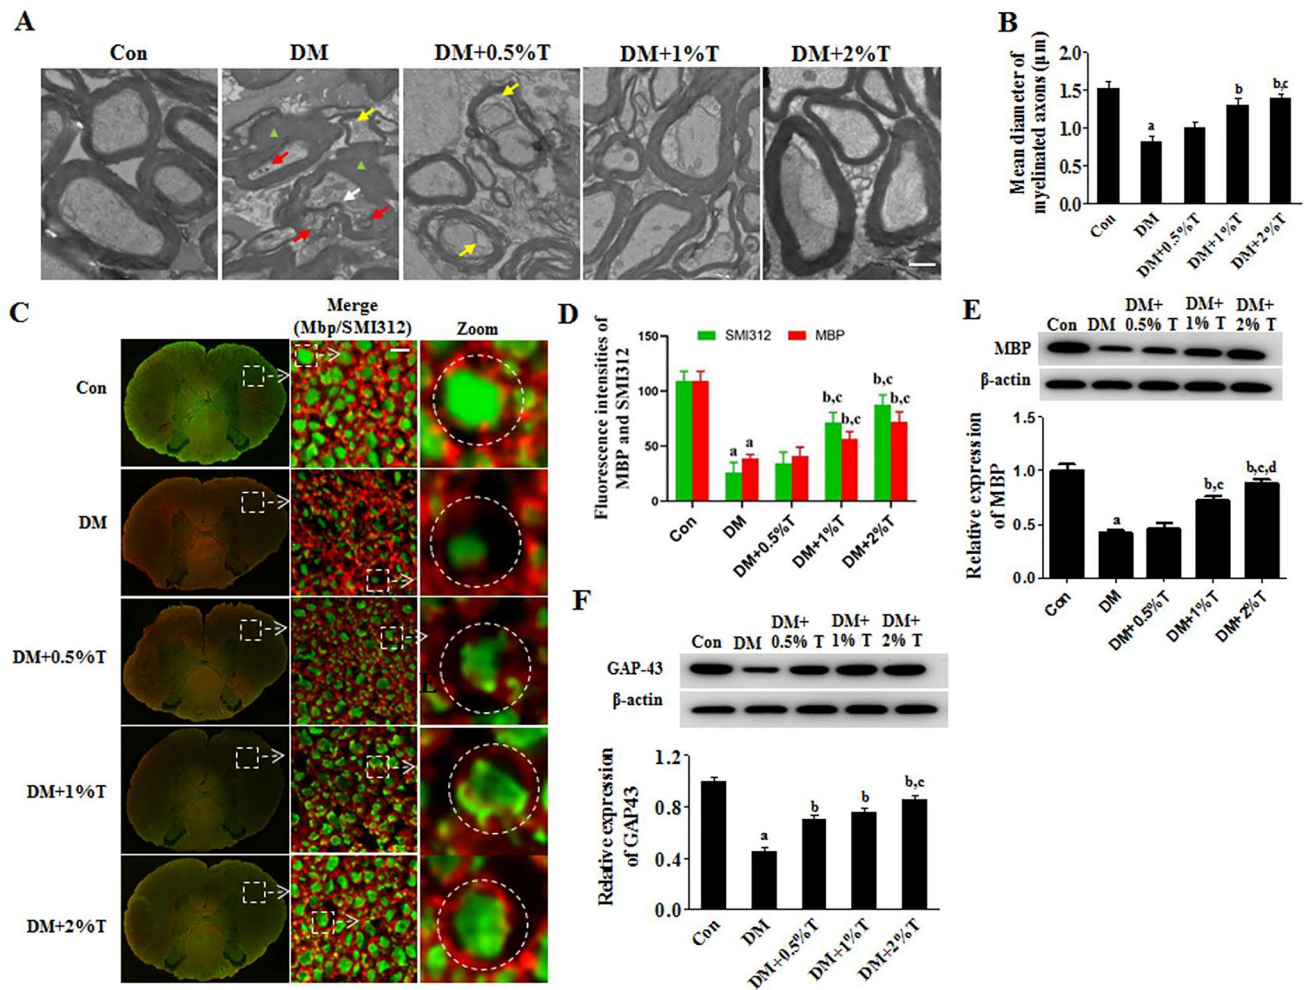 A
Con
DM
DM+0.5%T
DM+1%T
DM+2%T
B
Mean diameter of
myelinated axons (μm)
2.0
1.5
1.0
0.5
0.0
a
b
b,c
Con
DM
DM+0.5%T
DM+1%T
DM+2%T
C
Merge
(Mbp/SMI312)
Zoom
Con
DM
DM+0.5%T
E
DM+1%T
DM+2%T
D
Fluorescence intensities of
MBP and SMI312
SMI312
MBP
150
100
50
0
a
a
b,c
b,c
b,c
b,c
Con
DM
DM+0.5%T
DM+1%T
DM+2%T
E
Con
DM
DM+
0.5% T
DM+
1% T
DM+
2% T
MBP
β-actin
Relative expression
of MBP
1.5
1.0
0.5
0.0
a
b,c
b,c,d
Con
DM
DM+0.5%T
DM+1%T
DM+2%T
F
Con
DM
DM+
0.5% T
DM+
1% T
DM+
2% T
GAP-43
β-actin
Relative expression
of GAP43
1.2
0.8
0.4
0.0
a
b
b
b,c
Con
DM
DM+0.5%T
DM+1%T
DM+2%T